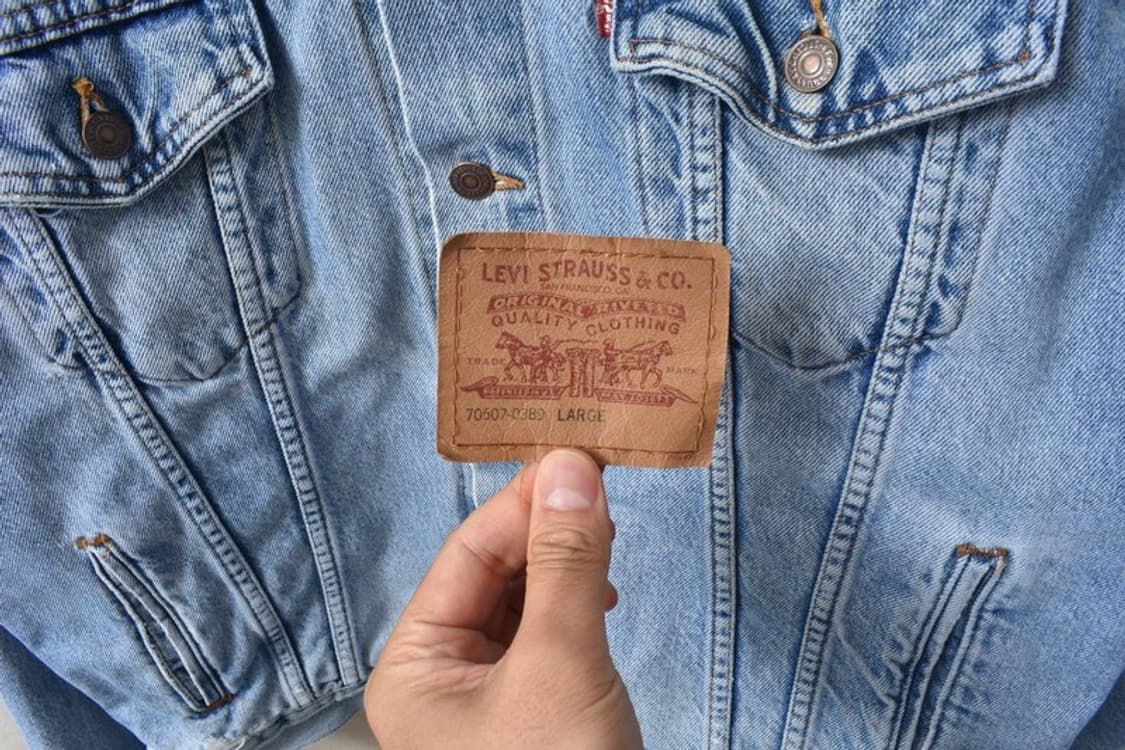 LEVI STRAUSS & CO.
SAN FRANCISCO, CAL.
ORIGINAL RIVETED
QUALITY CLOTHING
TRADE MARK
70507-0389 LARGE